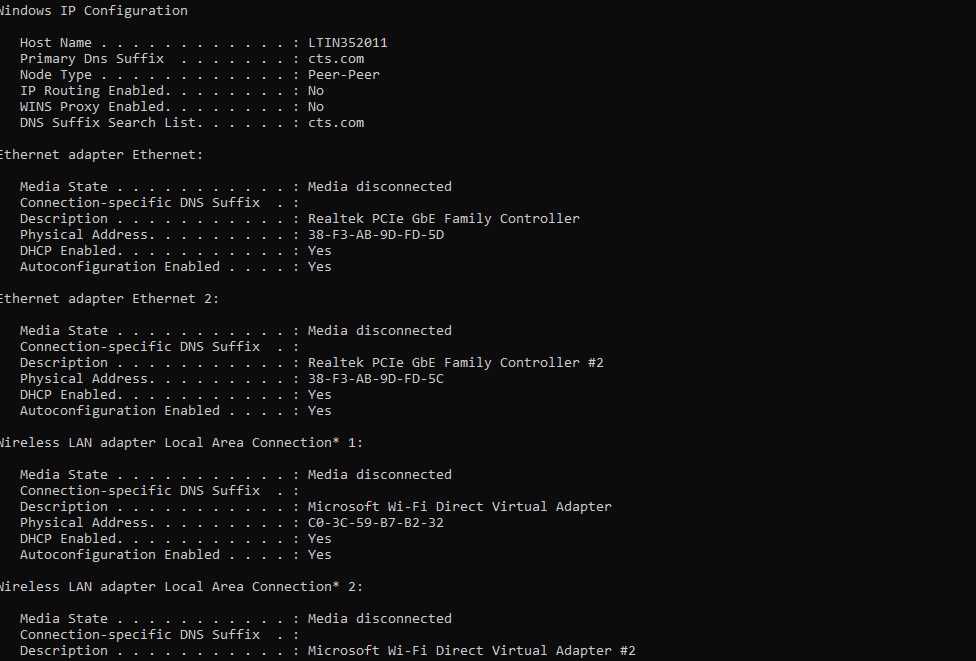 Windows IP Configuration
Host Name . . . . . . . . . . . . : LTIN352011
Primary Dns Suffix  . . . . . . . : cts.com
Node Type . . . . . . . . . . . . : Peer-Peer
IP Routing Enabled. . . . . . . . : No
WINS Proxy Enabled. . . . . . . . : No
DNS Suffix Search List. . . . . . : cts.com
Ethernet adapter Ethernet:
Media State . . . . . . . . . . . : Media disconnected
Connection-specific DNS Suffix  . :
Description . . . . . . . . . . . : Realtek PCIe GbE Family Controller
Physical Address. . . . . . . . . : 38-F3-AB-9D-FD-5D
DHCP Enabled. . . . . . . . . . . : Yes
Autoconfiguration Enabled . . . . : Yes
Ethernet adapter Ethernet 2:
Media State . . . . . . . . . . . : Media disconnected
Connection-specific DNS Suffix  . :
Description . . . . . . . . . . . : Realtek PCIe GbE Family Controller #2
Physical Address. . . . . . . . . : 38-F3-AB-9D-FD-5C
DHCP Enabled. . . . . . . . . . . : Yes
Autoconfiguration Enabled . . . . : Yes
Wireless LAN adapter Local Area Connection* 1:
Media State . . . . . . . . . . . : Media disconnected
Connection-specific DNS Suffix  . :
Description . . . . . . . . . . . : Microsoft Wi-Fi Direct Virtual Adapter
Physical Address. . . . . . . . . : C0-3C-59-B7-B2-32
DHCP Enabled. . . . . . . . . . . : Yes
Autoconfiguration Enabled . . . . : Yes
Wireless LAN adapter Local Area Connection* 2:
Media State . . . . . . . . . . . : Media disconnected
Connection-specific DNS Suffix  . :
Description . . . . . . . . . . . : Microsoft Wi-Fi Direct Virtual Adapter #2